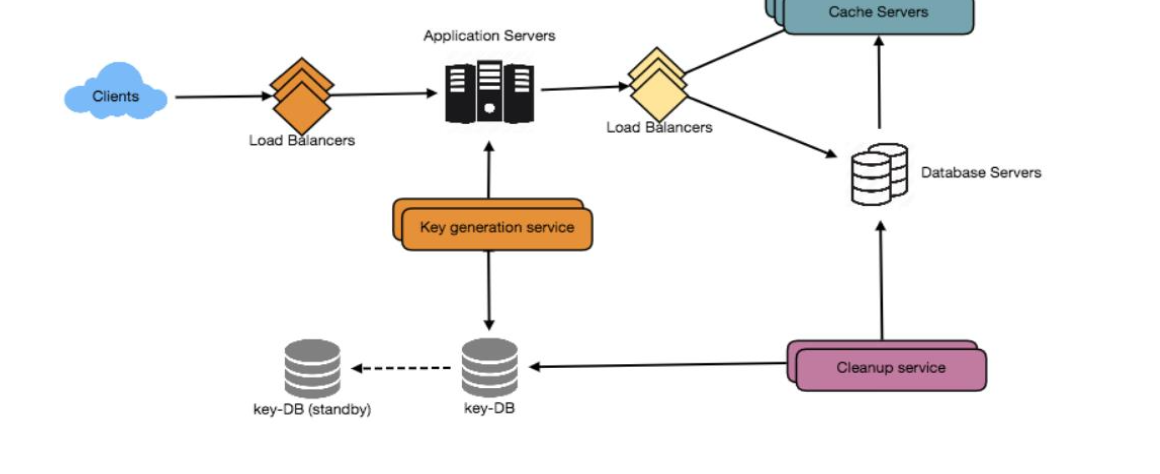 Cache Servers
Application Servers
Clients
Load Balancers
Load Balancers
Database Servers
Key generation service
Cleanup service
key-DB (standby)
key-DB